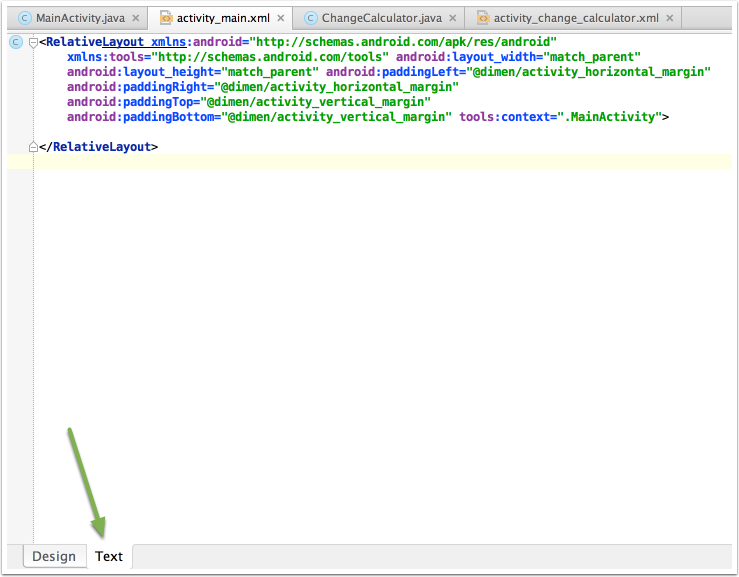 MainActivity.java activity_main.xml ChangeCalculator.java activity_change_calculator.xml
<RelativeLayout xmlns:android="http://schemas.android.com/apk/res/android"
xmlns:tools="http://schemas.android.com/tools" android:layout_width="match_parent"
android:layout_height="match_parent" android:paddingLeft="@dimen/activity_horizontal_margin"
android:paddingRight="@dimen/activity_horizontal_margin"
android:paddingTop="@dimen/activity_vertical_margin"
android:paddingBottom="@dimen/activity_vertical_margin" tools:context=".MainActivity">
</RelativeLayout>
Design Text